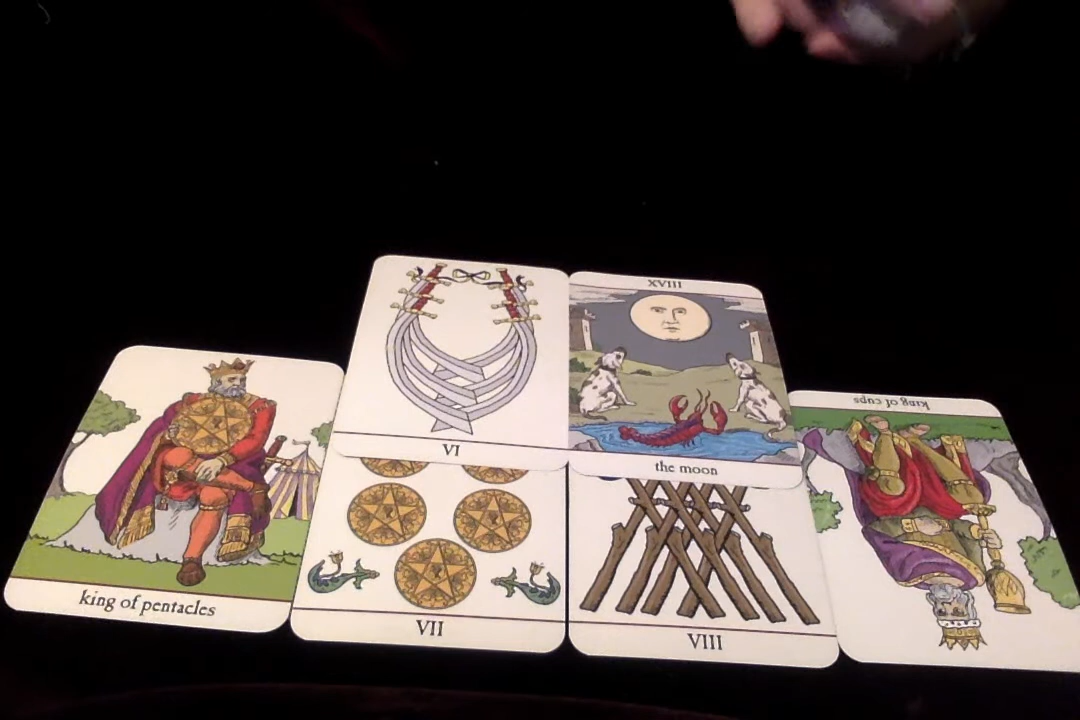 XVIII
king of cups
VI
the moon
king of pentacles
VII
VIII